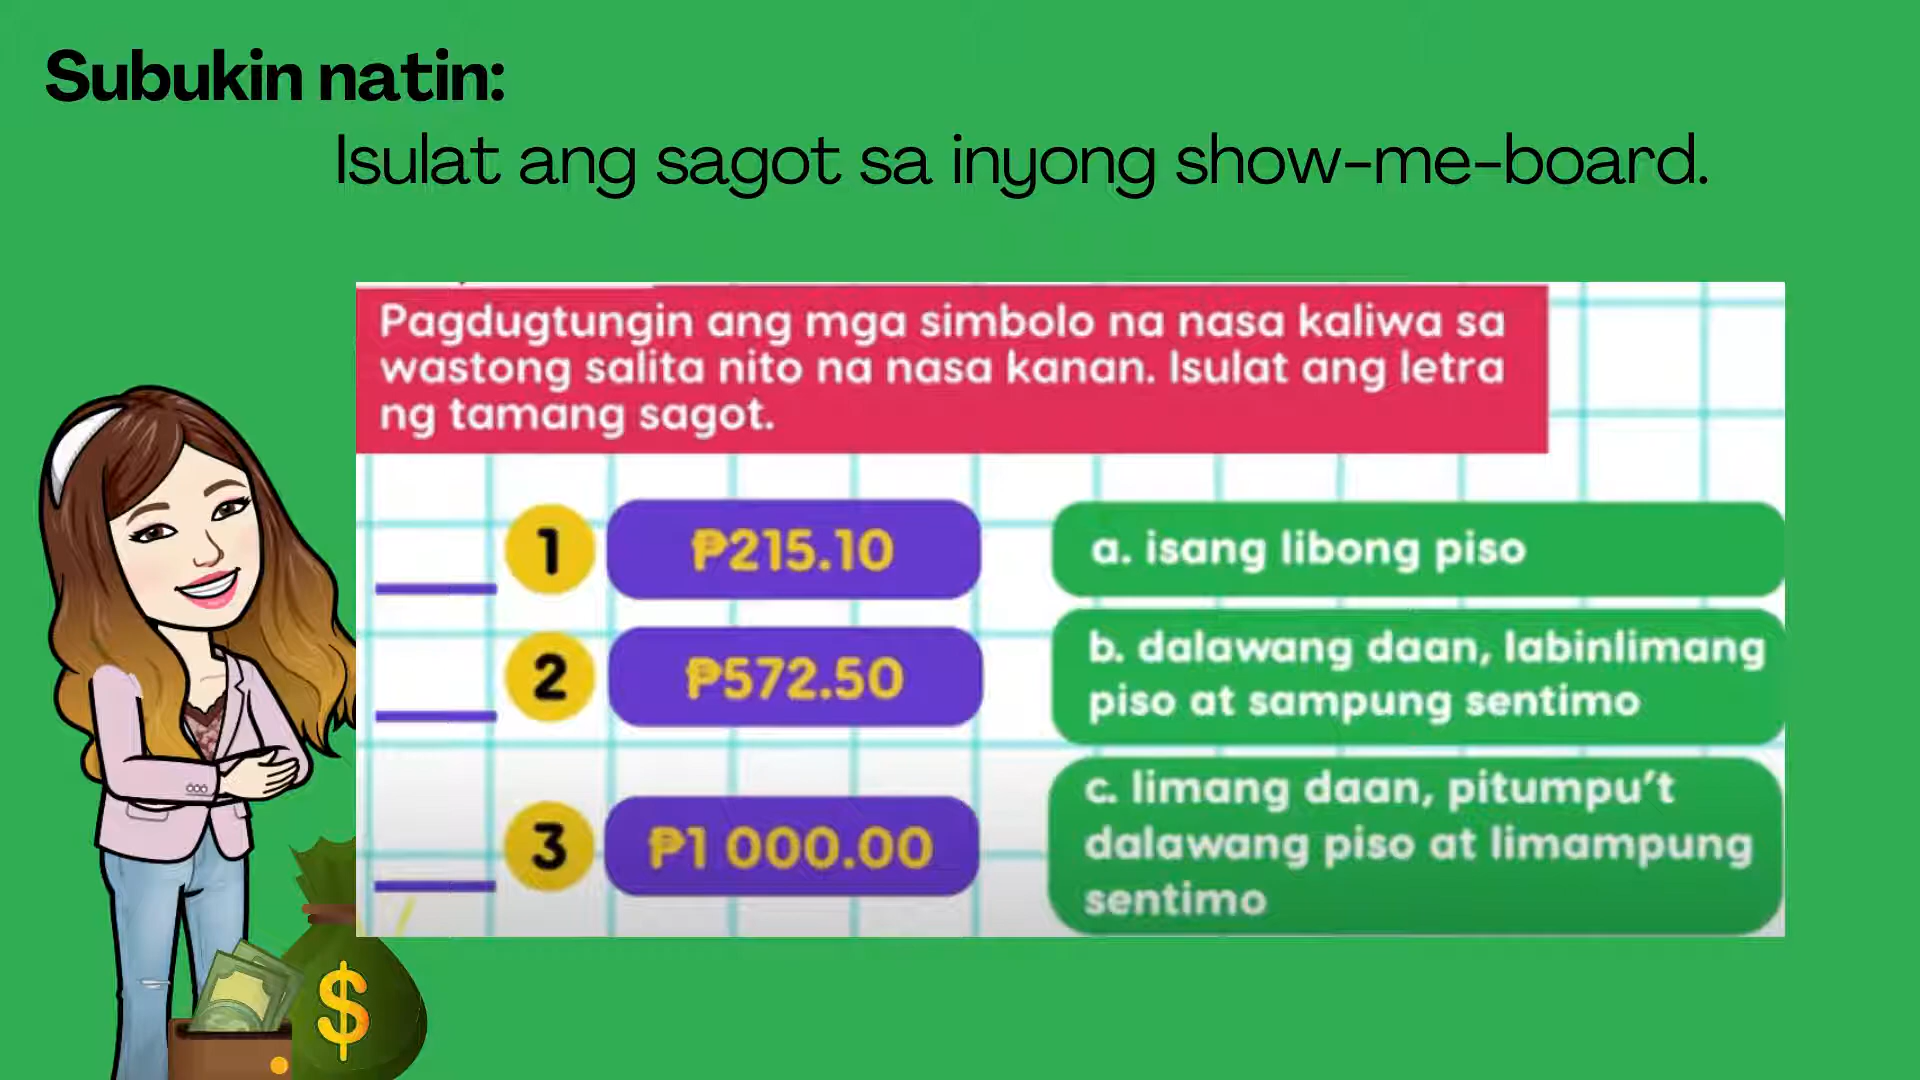 Subukin natin:
Isulat ang sagot sa inyong show-me-board.
Pagdugtungin ang mga simbolo na nasa kaliwa sa
wastong salita nito na nasa kanan. Isulat ang letra
ng tamang sagot.
1 ₱215.10
a. isang libong piso
2 ₱572.50
b. dalawang daan, labinlimang
piso at sampung sentimo
3 ₱1 000.00
c. limang daan, pitumpu't
dalawang piso at limampung
sentimo
$